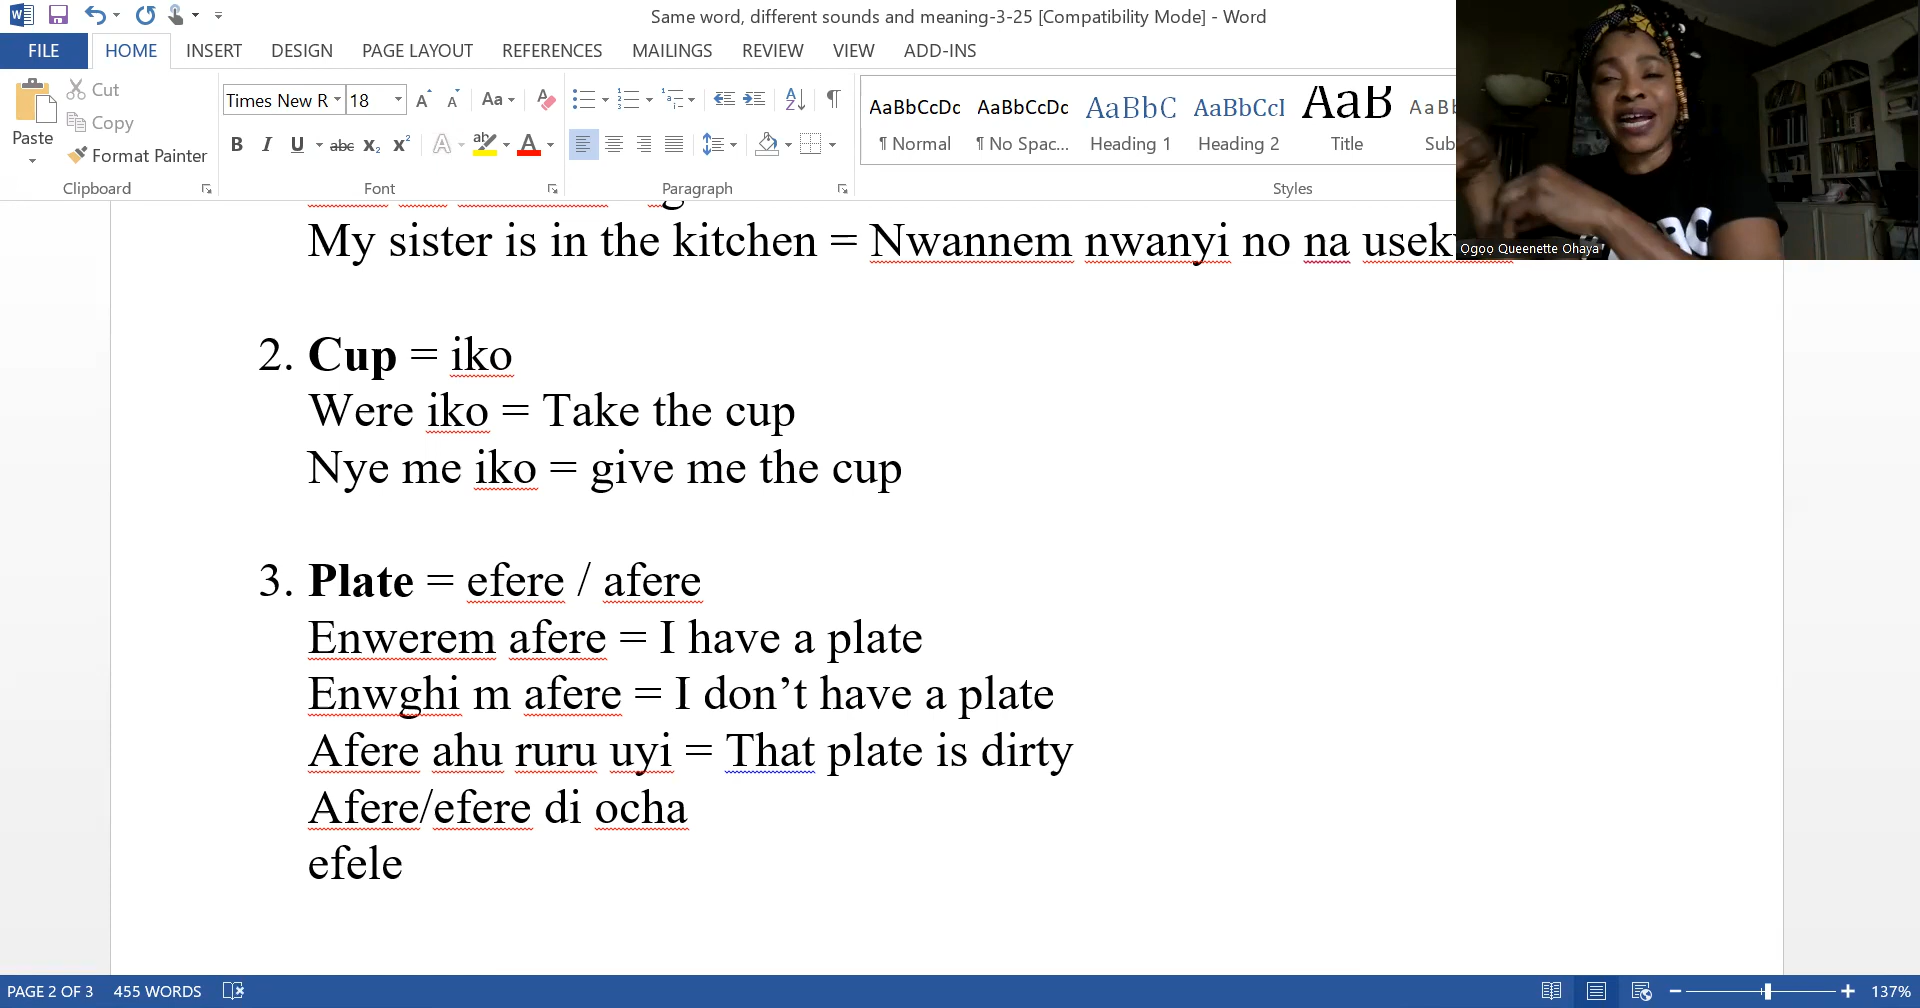 Same word, different sounds and meaning-3-25 [Compatibility Mode] - Word
FILE HOME INSERT DESIGN PAGE LAYOUT REFERENCES MAILINGS REVIEW VIEW ADD-INS
Paste
Cut
Copy
Format Painter
Clipboard
Times New R 18
Font
Paragraph
AaBbCcDc AaBbCcDc AaBbC AaBbCcI AaB AaBb
¶ Normal ¶ No Spac... Heading 1 Heading 2 Title Sub
Styles
Ogoo Queenette Ohaya
My sister is in the kitchen = Nwannem nwanyi no na
2. Cup = iko
Were iko = Take the cup
Nye me iko = give me the cup
3. Plate = efere / afere
Enwerem afere = I have a plate
Enwghi m afere = I don’t have a plate
Afere ahu ruru uyi = That plate is dirty
Afere/efere di ocha
efele
PAGE 2 OF 3 455 WORDS 137%